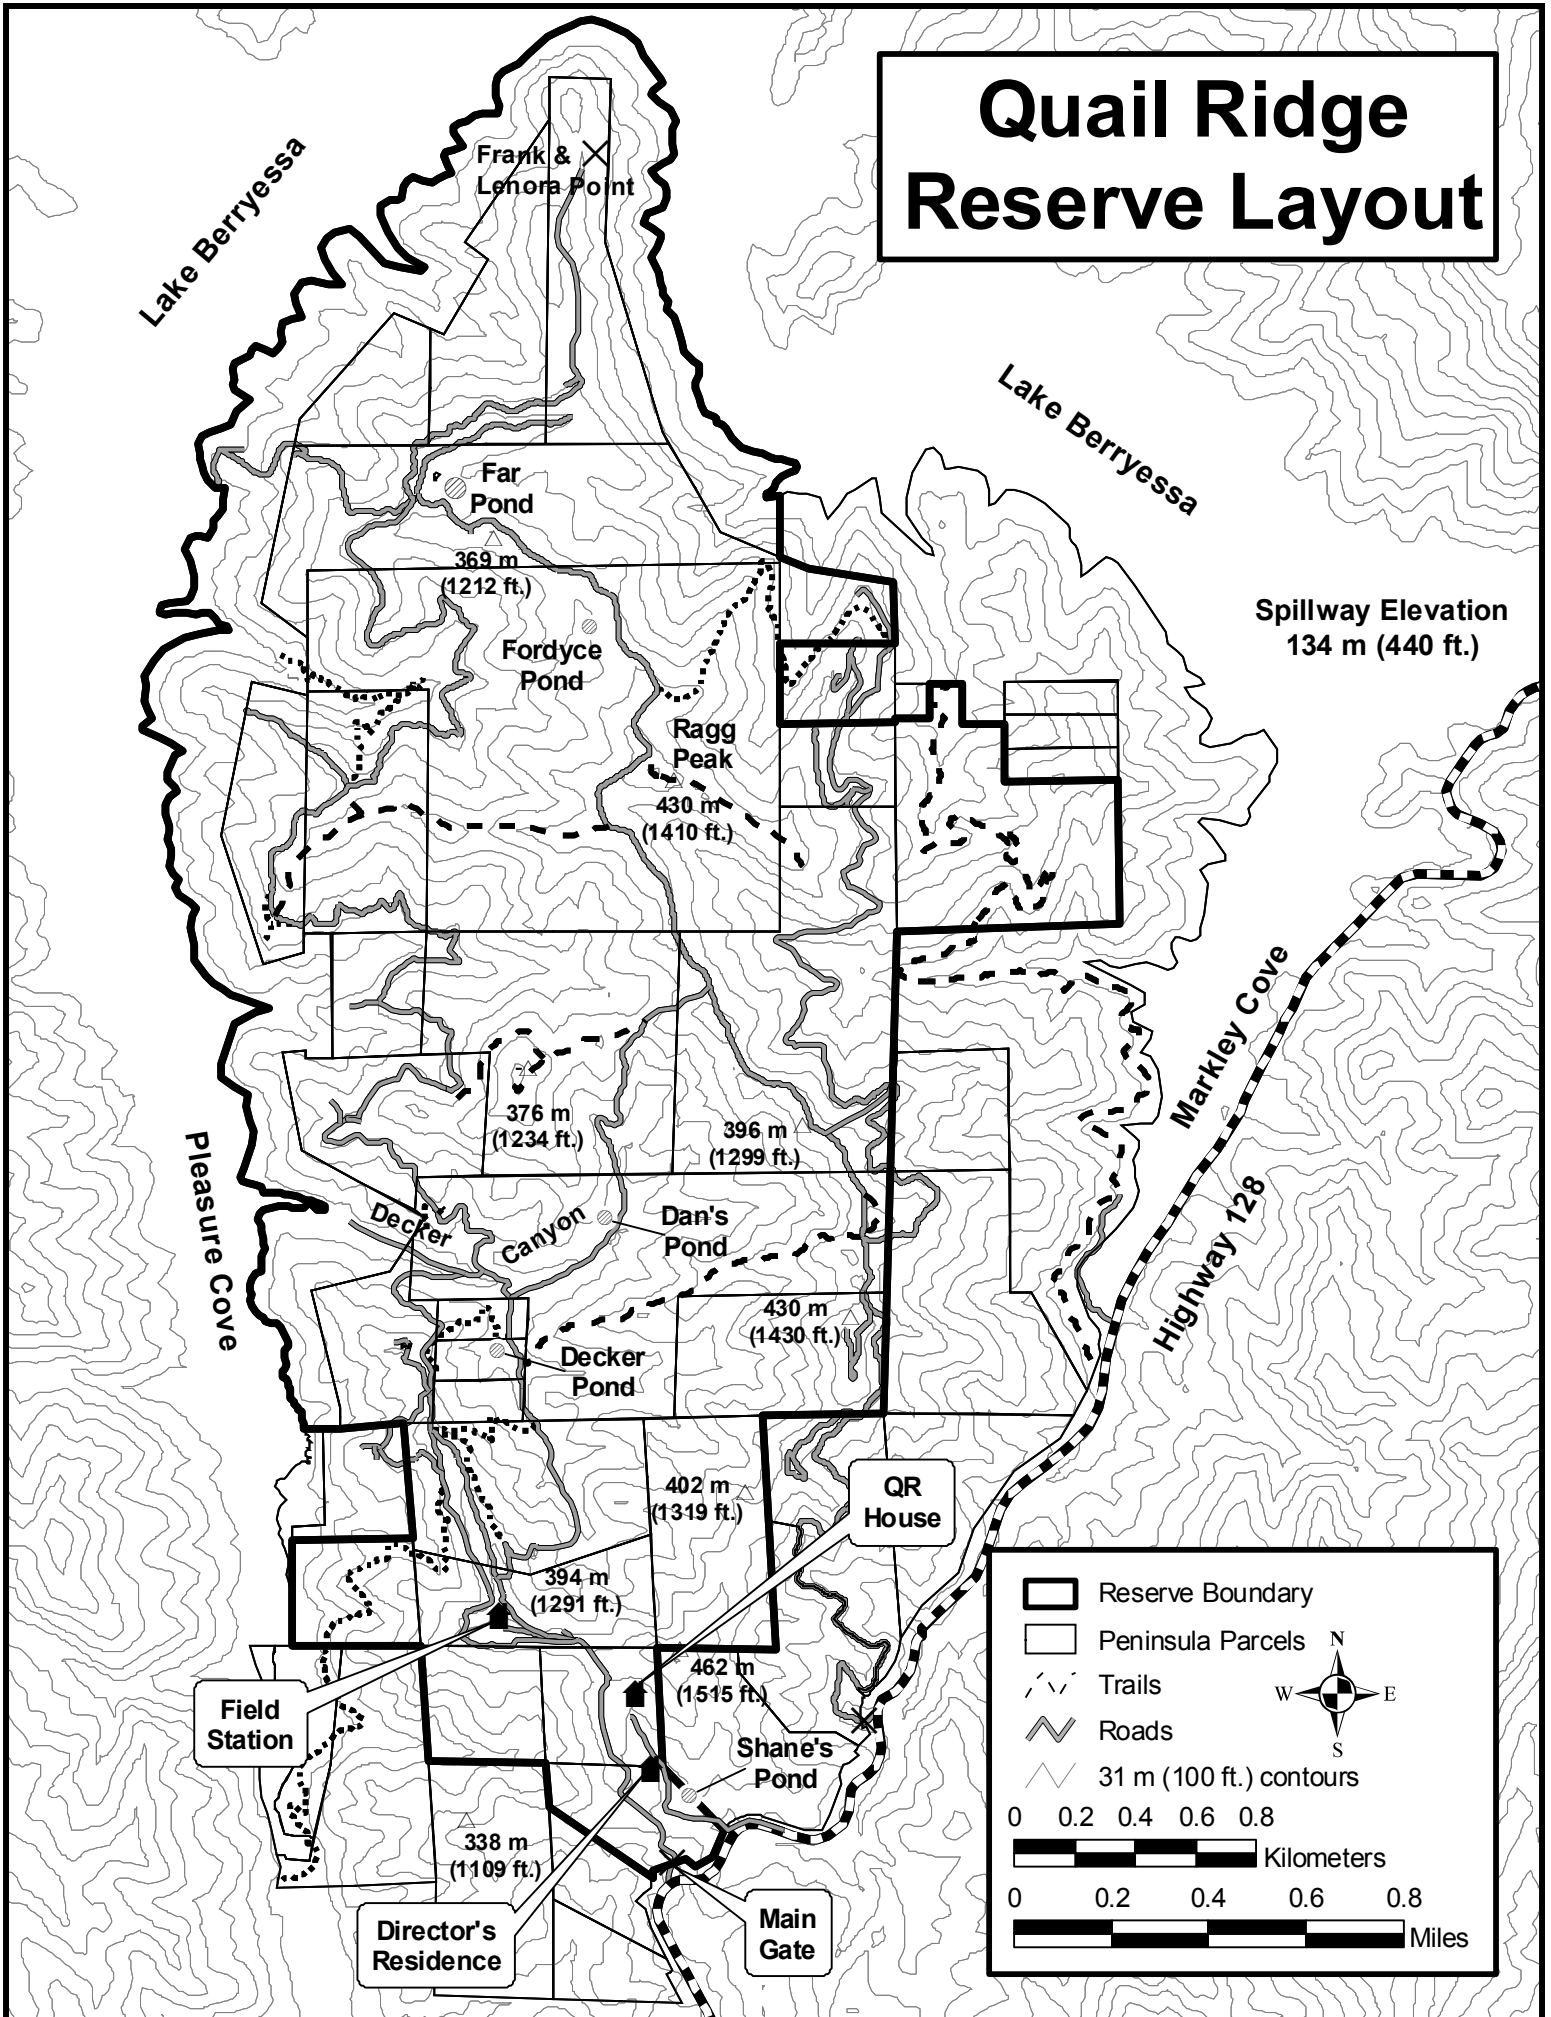 Quail Ridge
Reserve Layout
Frank &
Lenora Point
Lake Berryessa
Lake Berryessa
Far
Pond
369 m
(1212 ft.)
Spillway Elevation
134 m (440 ft.)
Fordyce
Pond
Ragg
Peak
430 m
(1410 ft.)
Markley Cove
376 m
(1234 ft.)
396 m
(1299 ft.)
Pleasure Cove
Decker
Canyon
Dan's
Pond
Highway 128
430 m
(1430 ft.)
Decker
Pond
402 m
(1319 ft.)
QR
House
394 m
(1291 ft.)
462 m
(1515 ft.)
Field
Station
Shane's
Pond
338 m
(1109 ft.)
Director's
Residence
Main
Gate
Reserve Boundary
Peninsula Parcels
Trails
Roads
31 m (100 ft.) contours
N
W E
S
0 0.2 0.4 0.6 0.8
Kilometers
0 0.2 0.4 0.6 0.8
Miles